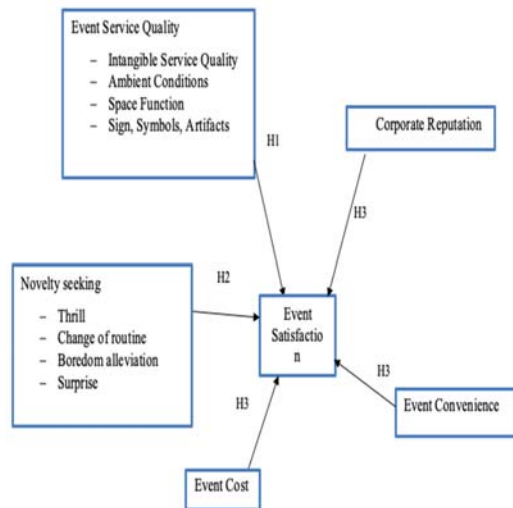 Event Service Quality
– Intangible Service Quality
– Ambient Conditions
– Space Function
– Sign, Symbols, Artifacts
Corporate Reputation
H1
H3
Novelty seeking
– Thrill
– Change of routine
– Boredom alleviation
– Surprise
H2
Event
Satisfactio
n
H3
Event Convenience
H3
Event Cost